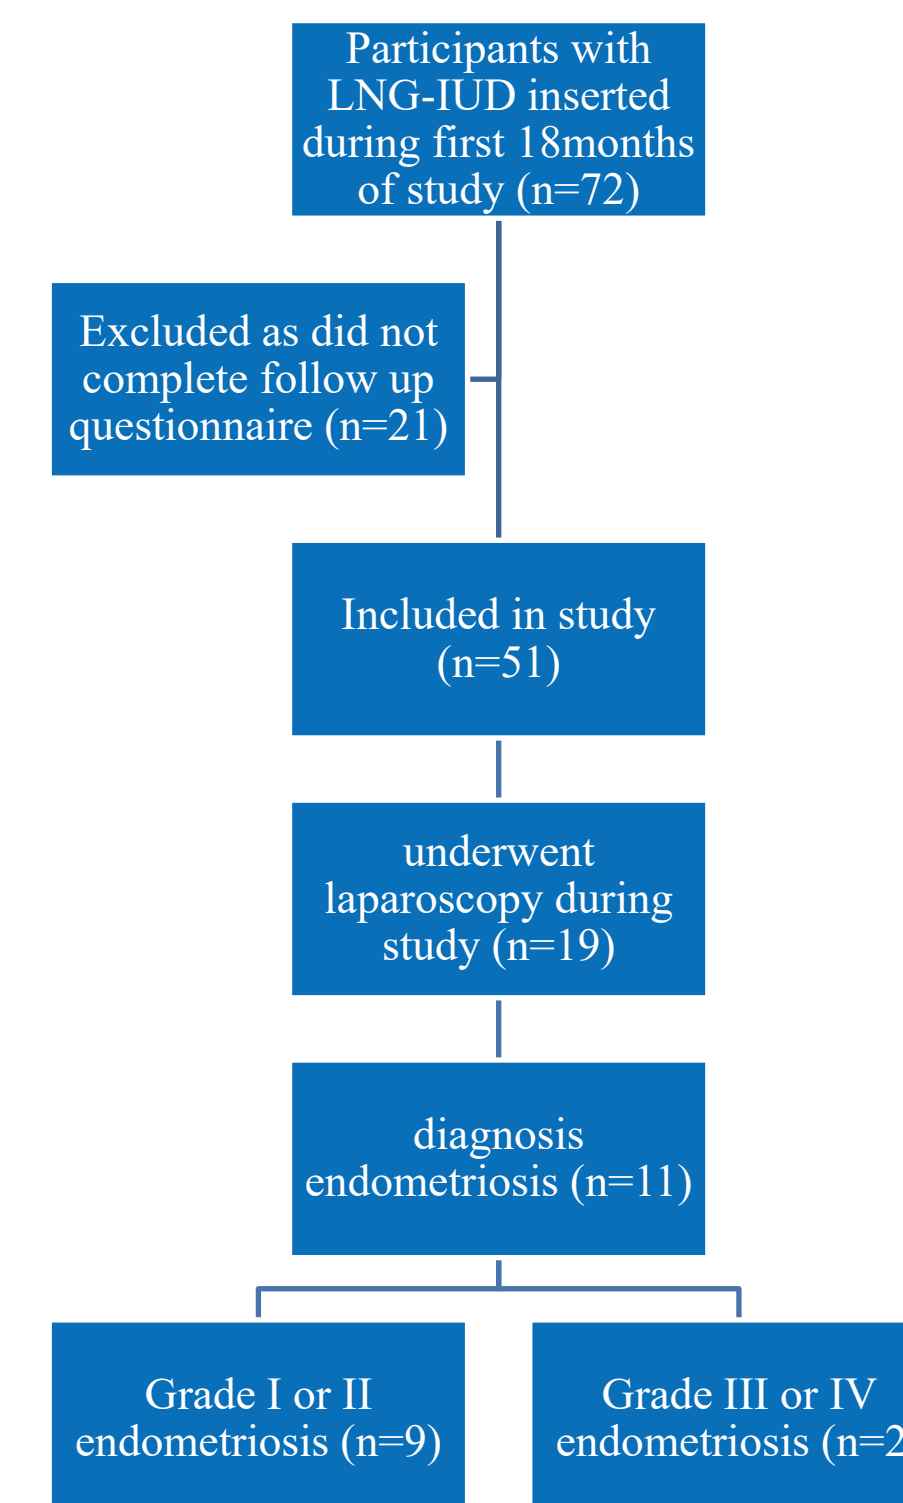 Participants with
LNG-IUD inserted
during first 18months
of study (n=72)
Excluded as did not
complete follow up
questionnaire (n=21)
Included in study
(n=51)
underwent
laparoscopy during
study (n=19)
diagnosis
endometriosis (n=11)
Grade I or II
endometriosis (n=9)
Grade III or IV
endometriosis (n=2